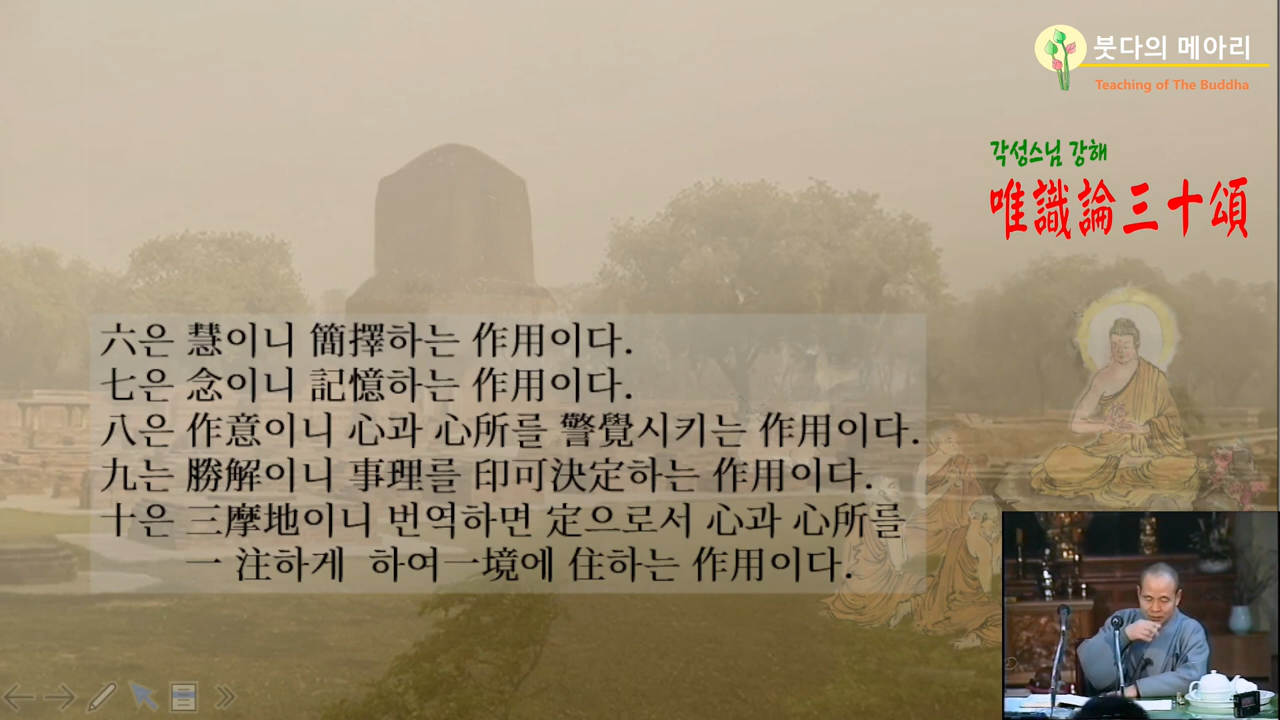 붓다의 메아리
Teaching of The Buddha
각성스님 강해
唯識論三十頌
六은 慧이니 簡擇하는 作用이다.
七은 念이니 記憶하는 作用이다.
八은 作意이니 心과 心所를 警覺시키는 作用이다.
九는 勝解이니 事理를 印可決定하는 作用이다.
十은 三摩地이니 번역하면 定으로서 心과 心所를
一 注하게 하여一境에 住하는 作用이다.